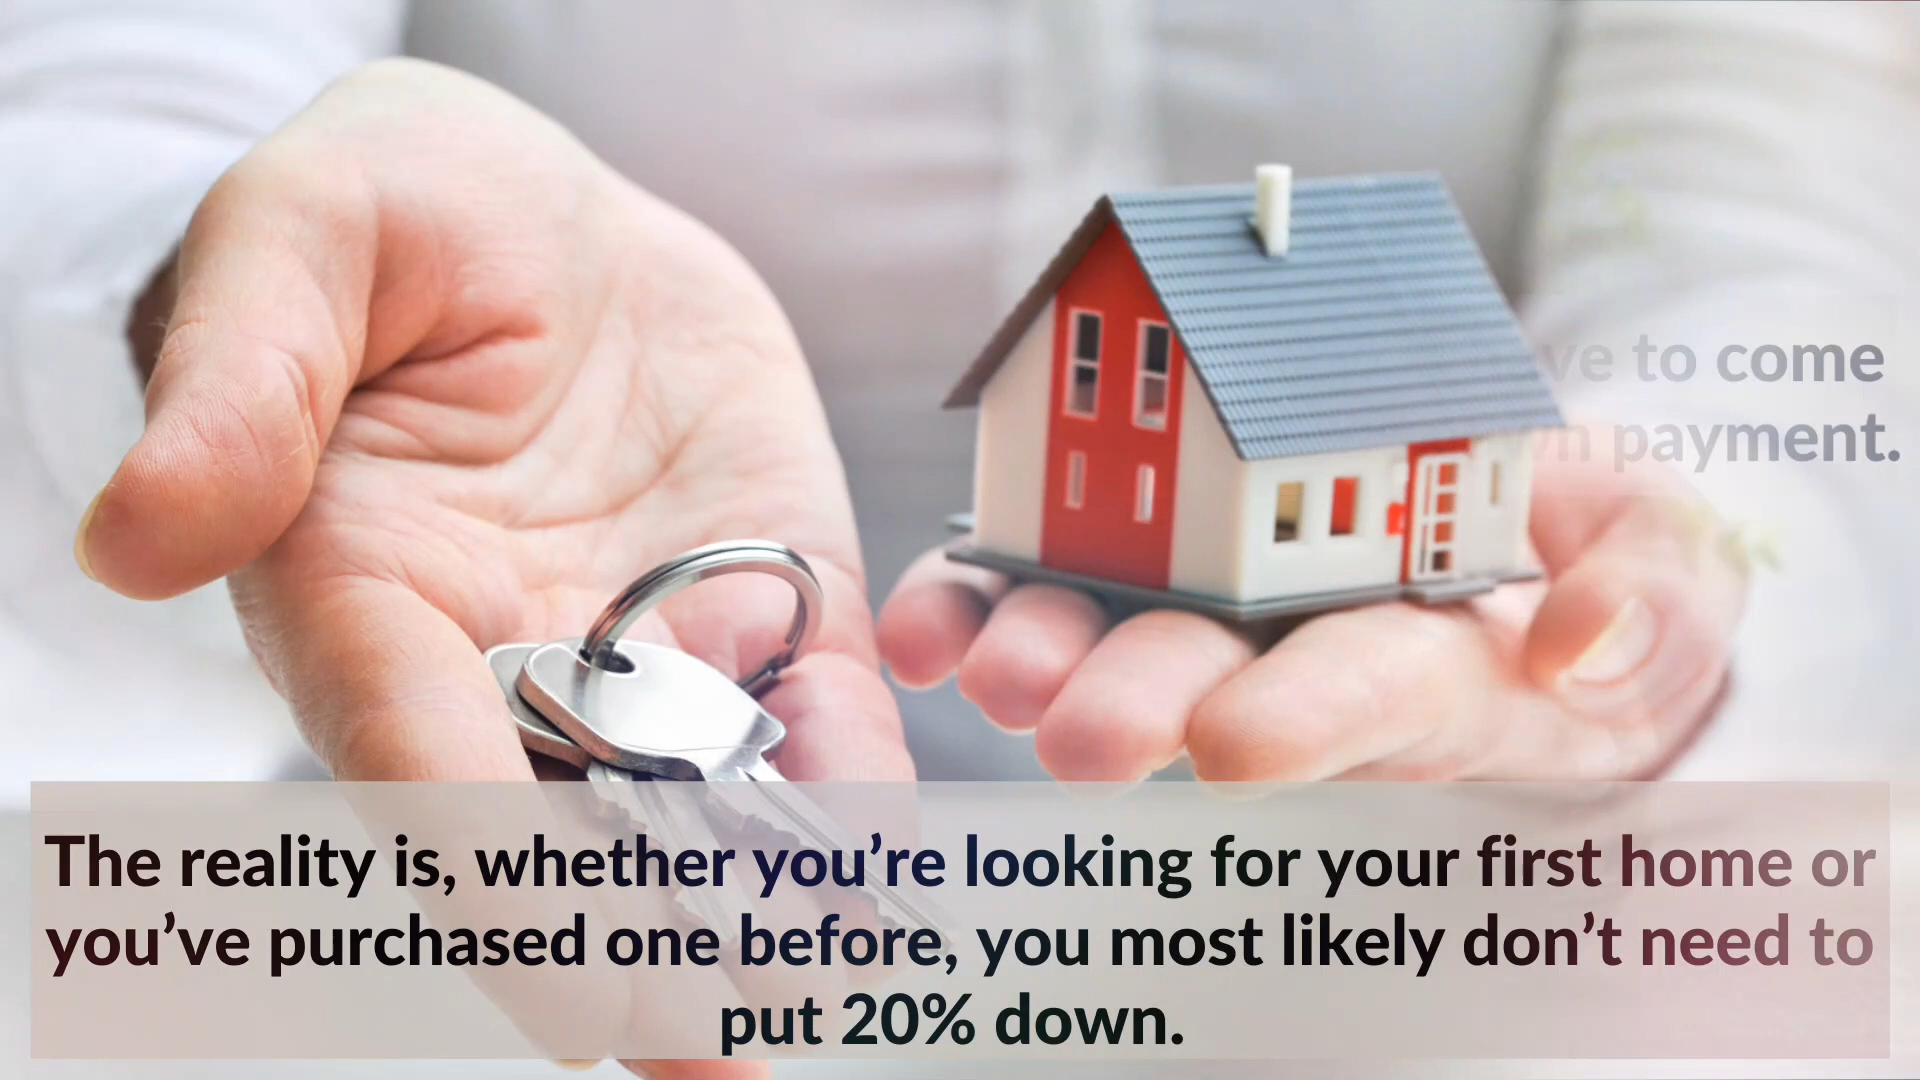 ve to come
payment.
The reality is, whether you’re looking for your first home or
you’ve purchased one before, you most likely don’t need to
put 20% down.